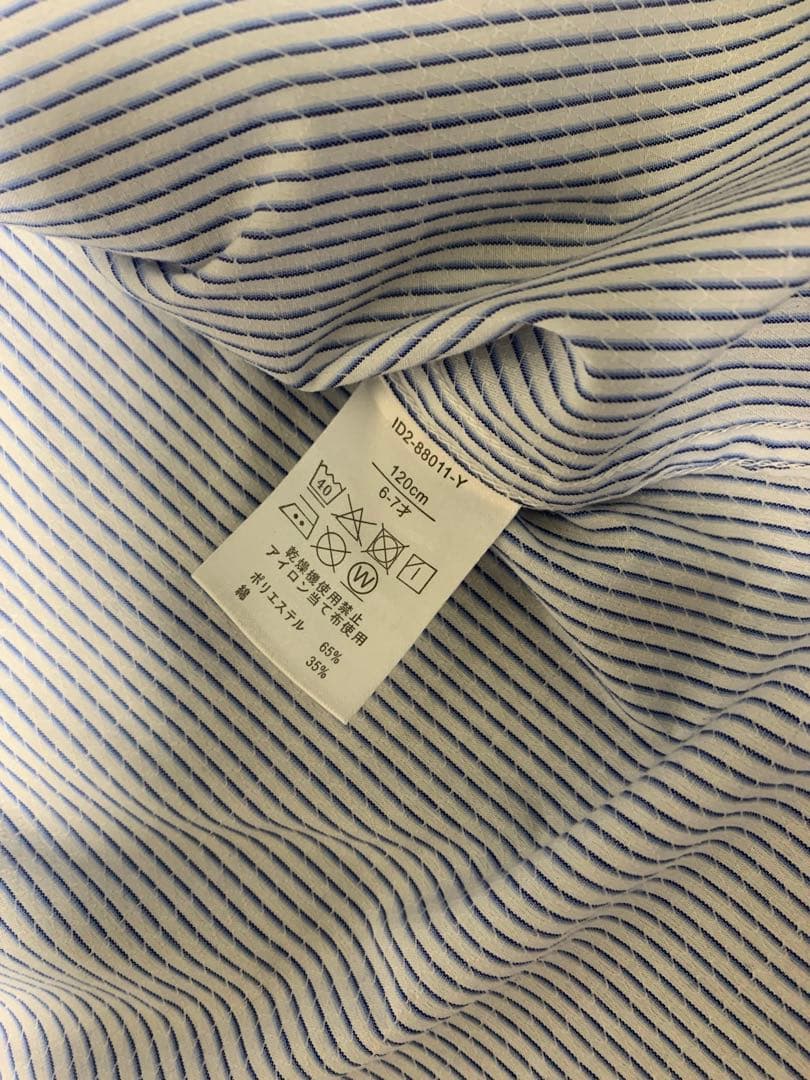 ID2-88011-Y
120cm
6-7才
40
W
乾燥機使用禁止
アイロン当て布使用
ポリエステル 65%
綿 35%